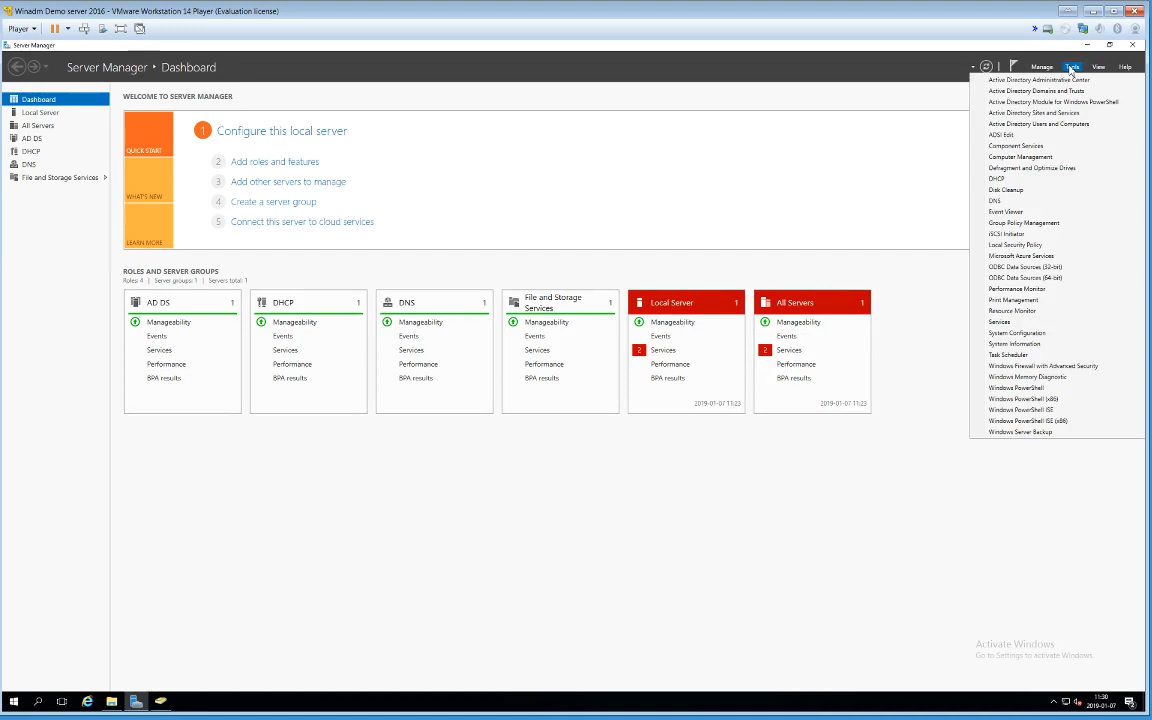 Winadm Demo server 2016 - VMware Workstation 14 Player (Evaluation license)
Player
Server Manager
Server Manager • Dashboard
Manage
Tools
View
Help
Dashboard
Local Server
All Servers
AD DS
DHCP
DNS
File and Storage Services
WELCOME TO SERVER MANAGER
QUICK START
WHAT'S NEW
LEARN MORE
1 Configure this local server
2 Add roles and features
3 Add other servers to manage
4 Create a server group
5 Connect this server to cloud services
ROLES AND SERVER GROUPS
Roles: 4 | Server groups: 1 | Servers total: 1
AD DS 1
Manageability
Events
Services
Performance
BPA results
DHCP 1
Manageability
Events
Services
Performance
BPA results
DNS 1
Manageability
Events
Services
Performance
BPA results
File and Storage
Services
1
Manageability
Events
Services
Performance
BPA results
Local Server 1
Manageability
Events
2 Services
Performance
BPA results
2019-01-07 11:23
All Servers 1
Manageability
Events
2 Services
Performance
BPA results
2019-01-07 11:23
Active Directory Administrative Center
Active Directory Domains and Trusts
Active Directory Module for Windows PowerShell
Active Directory Sites and Services
Active Directory Users and Computers
ADSI Edit
Component Services
Computer Management
Defragment and Optimize Drives
DHCP
Disk Cleanup
DNS
Event Viewer
Group Policy Management
iSCSI Initiator
Local Security Policy
Microsoft Azure Services
ODBC Data Sources (32-bit)
ODBC Data Sources (64-bit)
Performance Monitor
Print Management
Resource Monitor
Services
System Configuration
System Information
Task Scheduler
Windows Firewall with Advanced Security
Windows Memory Diagnostic
Windows PowerShell
Windows PowerShell (x86)
Windows PowerShell ISE
Windows PowerShell ISE (x86)
Windows Server Backup
Activate Windows
Go to Settings to activate Windows.
11:30
2019-01-07